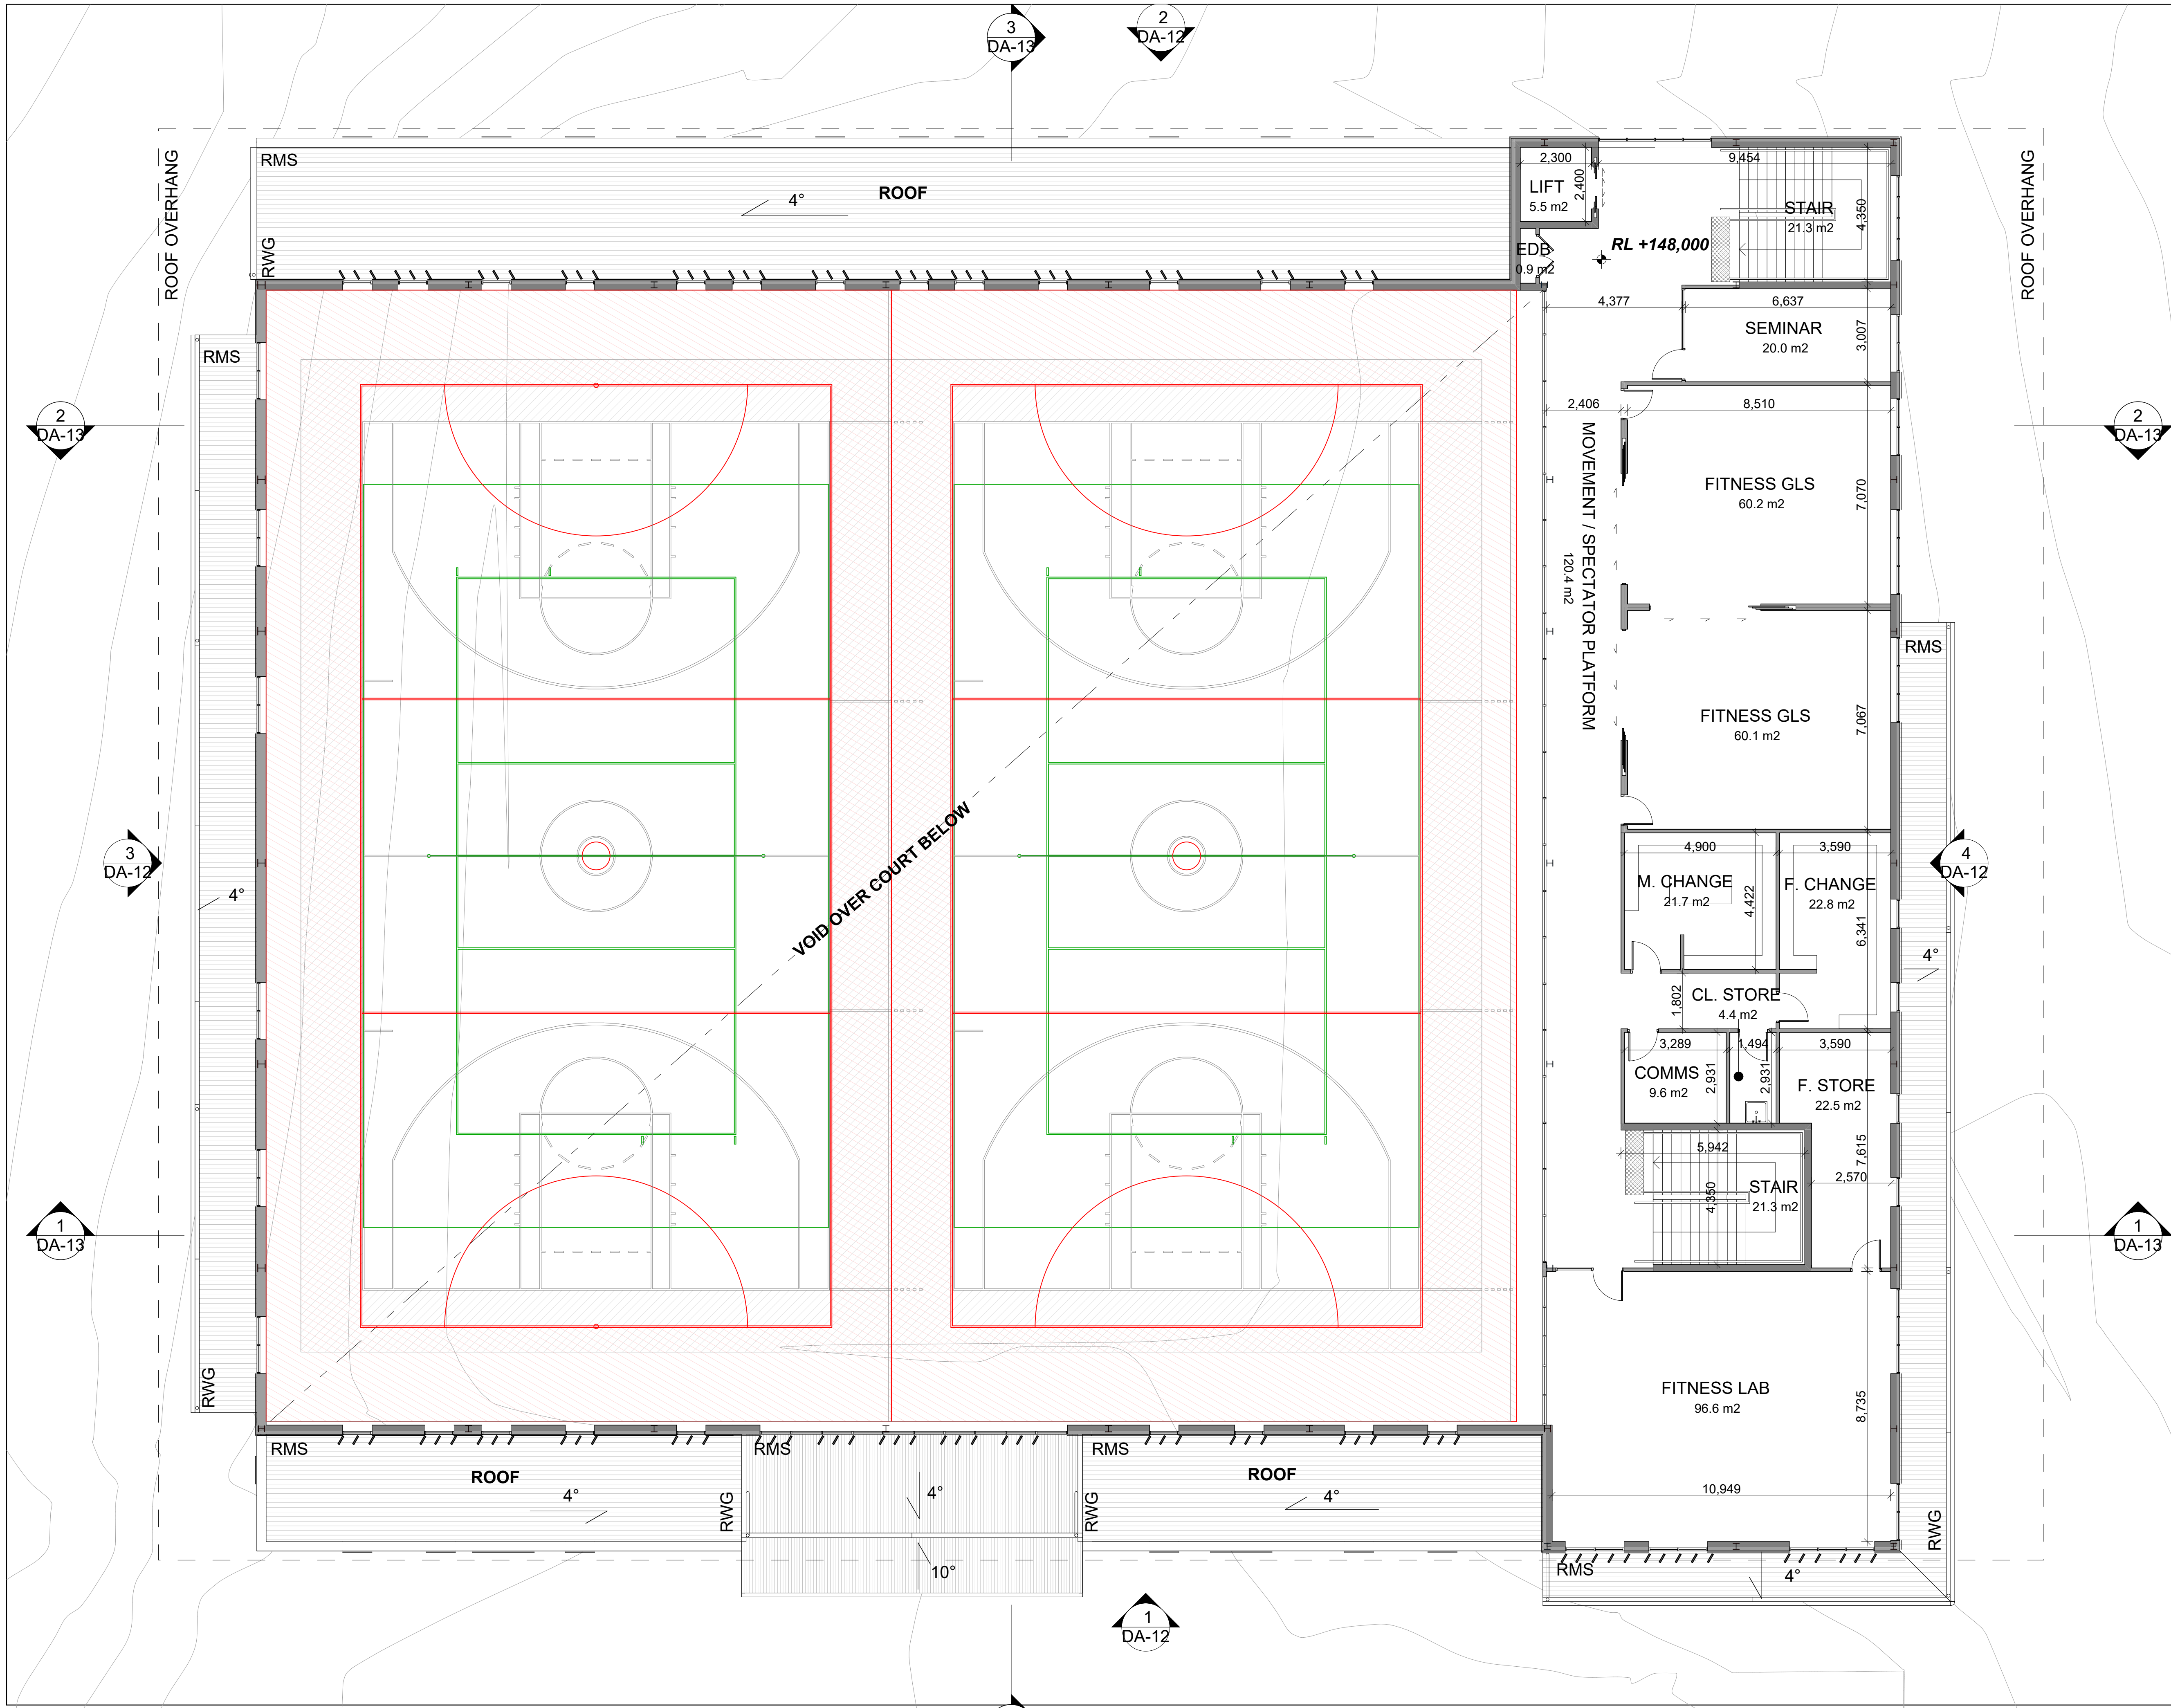 3
DA-13
2
DA-12
ROOF OVERHANG
RMS
ROOF
4°
RWG
2,300
9,454
LIFT
5.5 m2
2,400
STAIR
21.3 m2
4,350
EDB
0.9 m2
RL +148,000
ROOF OVERHANG
4,377
6,637
SEMINAR
20.0 m2
3,007
RMS
2
DA-13
2,406
8,510
2
DA-13
MOVEMENT / SPECTATOR PLATFORM
120.4 m2
FITNESS GLS
60.2 m2
7,070
FITNESS GLS
60.1 m2
7,067
RMS
VOID OVER COURT BELOW
3
DA-12
4°
4,900
3,590
M. CHANGE
21.7 m2
4,422
F. CHANGE
22.8 m2
6,341
4
DA-12
4°
CL. STORE
4.4 m2
1,802
3,289
1,494
3,590
COMMS
9.6 m2
2,931
2,931
F. STORE
22.5 m2
5,942
7,615
2,570
STAIR
21.3 m2
4,350
1
DA-13
1
DA-13
RWG
FITNESS LAB
96.6 m2
8,735
10,949
RMS
ROOF
4°
RWG
RMS
4°
10°
RMS
RWG
ROOF
4°
RMS
4°
RWG
1
DA-12